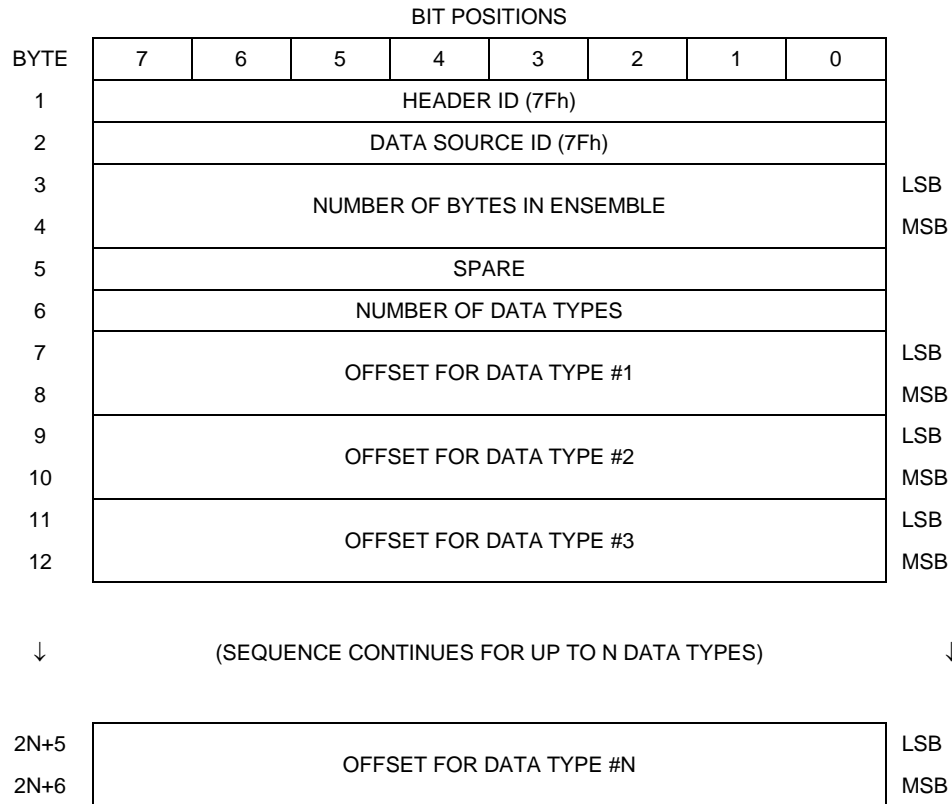 BIT POSITIONS
BYTE 7 6 5 4 3 2 1 0
1 HEADER ID (7Fh)
2 DATA SOURCE ID (7Fh)
3 LSB
NUMBER OF BYTES IN ENSEMBLE
4 MSB
5 SPARE
6 NUMBER OF DATA TYPES
7 LSB
OFFSET FOR DATA TYPE #1
8 MSB
9 LSB
OFFSET FOR DATA TYPE #2
10 MSB
11 LSB
OFFSET FOR DATA TYPE #3
12 MSB
↓ (SEQUENCE CONTINUES FOR UP TO N DATA TYPES) ↓
2N+5 LSB
OFFSET FOR DATA TYPE #N
2N+6 MSB